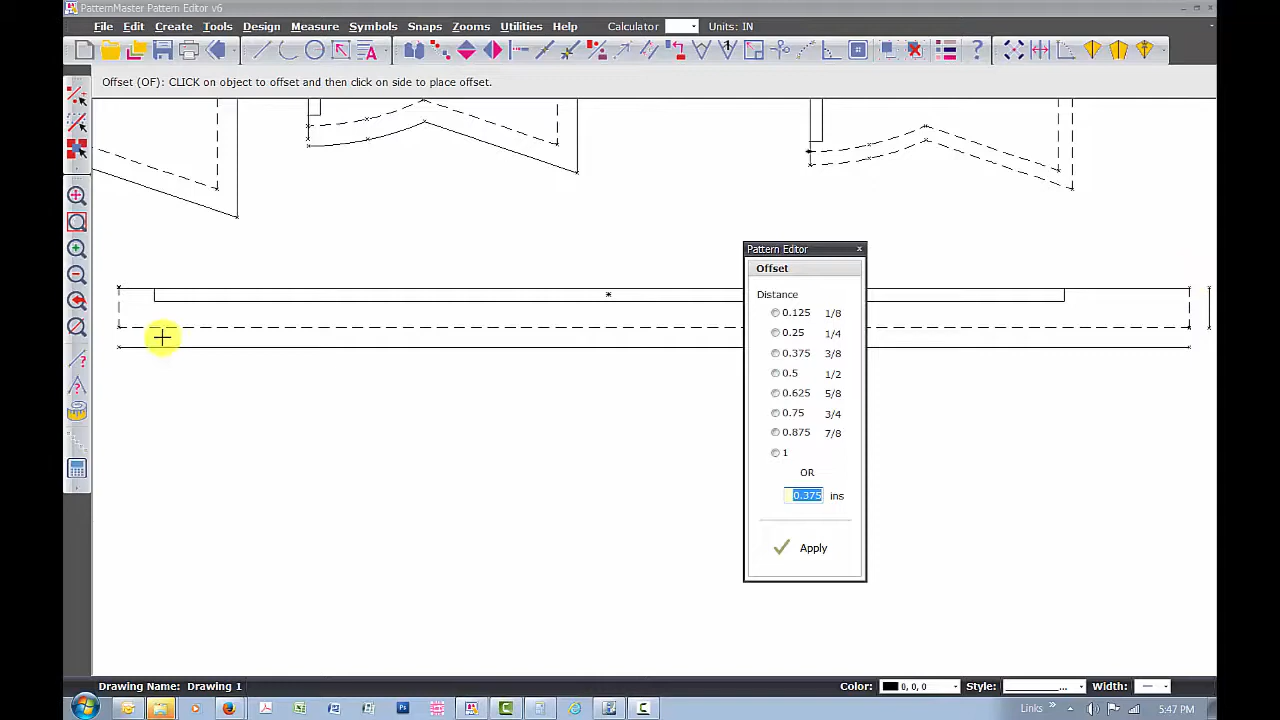 PatternMaster Pattern Editor v6
File Edit Create Tools Design Measure Symbols Snaps Zooms Utilities Help Calculator Units: IN
Offset (OF): CLICK on object to offset and then click on side to place offset.
Pattern Editor
Offset
Distance
0.125 1/8
0.25 1/4
0.375 3/8
0.5 1/2
0.625 5/8
0.75 3/4
0.875 7/8
1
OR
0.375 ins
Apply
Drawing Name: Drawing 1 Color: 0, 0, 0 Style: ... Width:
Links » 5:47 PM